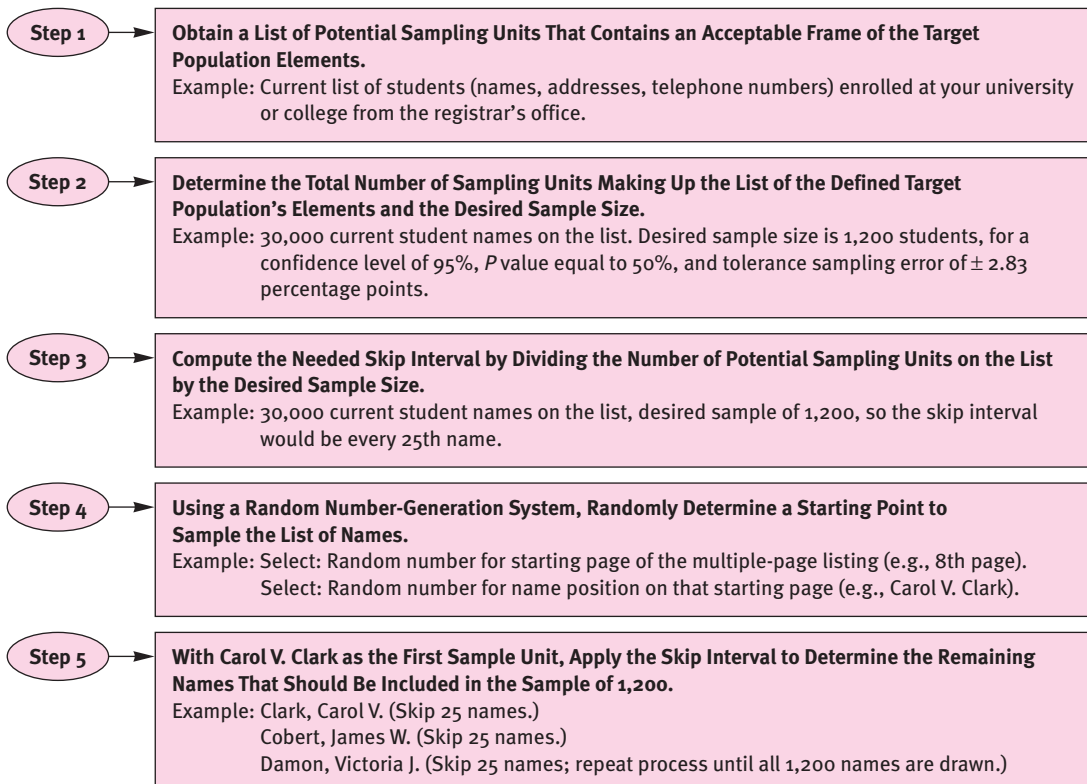 Step 1
Obtain a List of Potential Sampling Units That Contains an Acceptable Frame of the Target
Population Elements.
Example: Current list of students (names, addresses, telephone numbers) enrolled at your university
or college from the registrar's office.
Step 2
Determine the Total Number of Sampling Units Making Up the List of the Defined Target
Population's Elements and the Desired Sample Size.
Example: 30,000 current student names on the list. Desired sample size is 1,200 students, for a
confidence level of 95%, P value equal to 50%, and tolerance sampling error of ± 2.83
percentage points.
Step 3
Compute the Needed Skip Interval by Dividing the Number of Potential Sampling Units on the List
by the Desired Sample Size.
Example: 30,000 current student names on the list, desired sample of 1,200, so the skip interval
would be every 25th name.
Step 4
Using a Random Number-Generation System, Randomly Determine a Starting Point to
Sample the List of Names.
Example: Select: Random number for starting page of the multiple-page listing (e.g., 8th page).
Select: Random number for name position on that starting page (e.g., Carol V. Clark).
Step 5
With Carol V. Clark as the First Sample Unit, Apply the Skip Interval to Determine the Remaining
Names That Should Be Included in the Sample of 1,200.
Example: Clark, Carol V. (Skip 25 names.)
Cobert, James W. (Skip 25 names.)
Damon, Victoria J. (Skip 25 names; repeat process until all 1,200 names are drawn.)